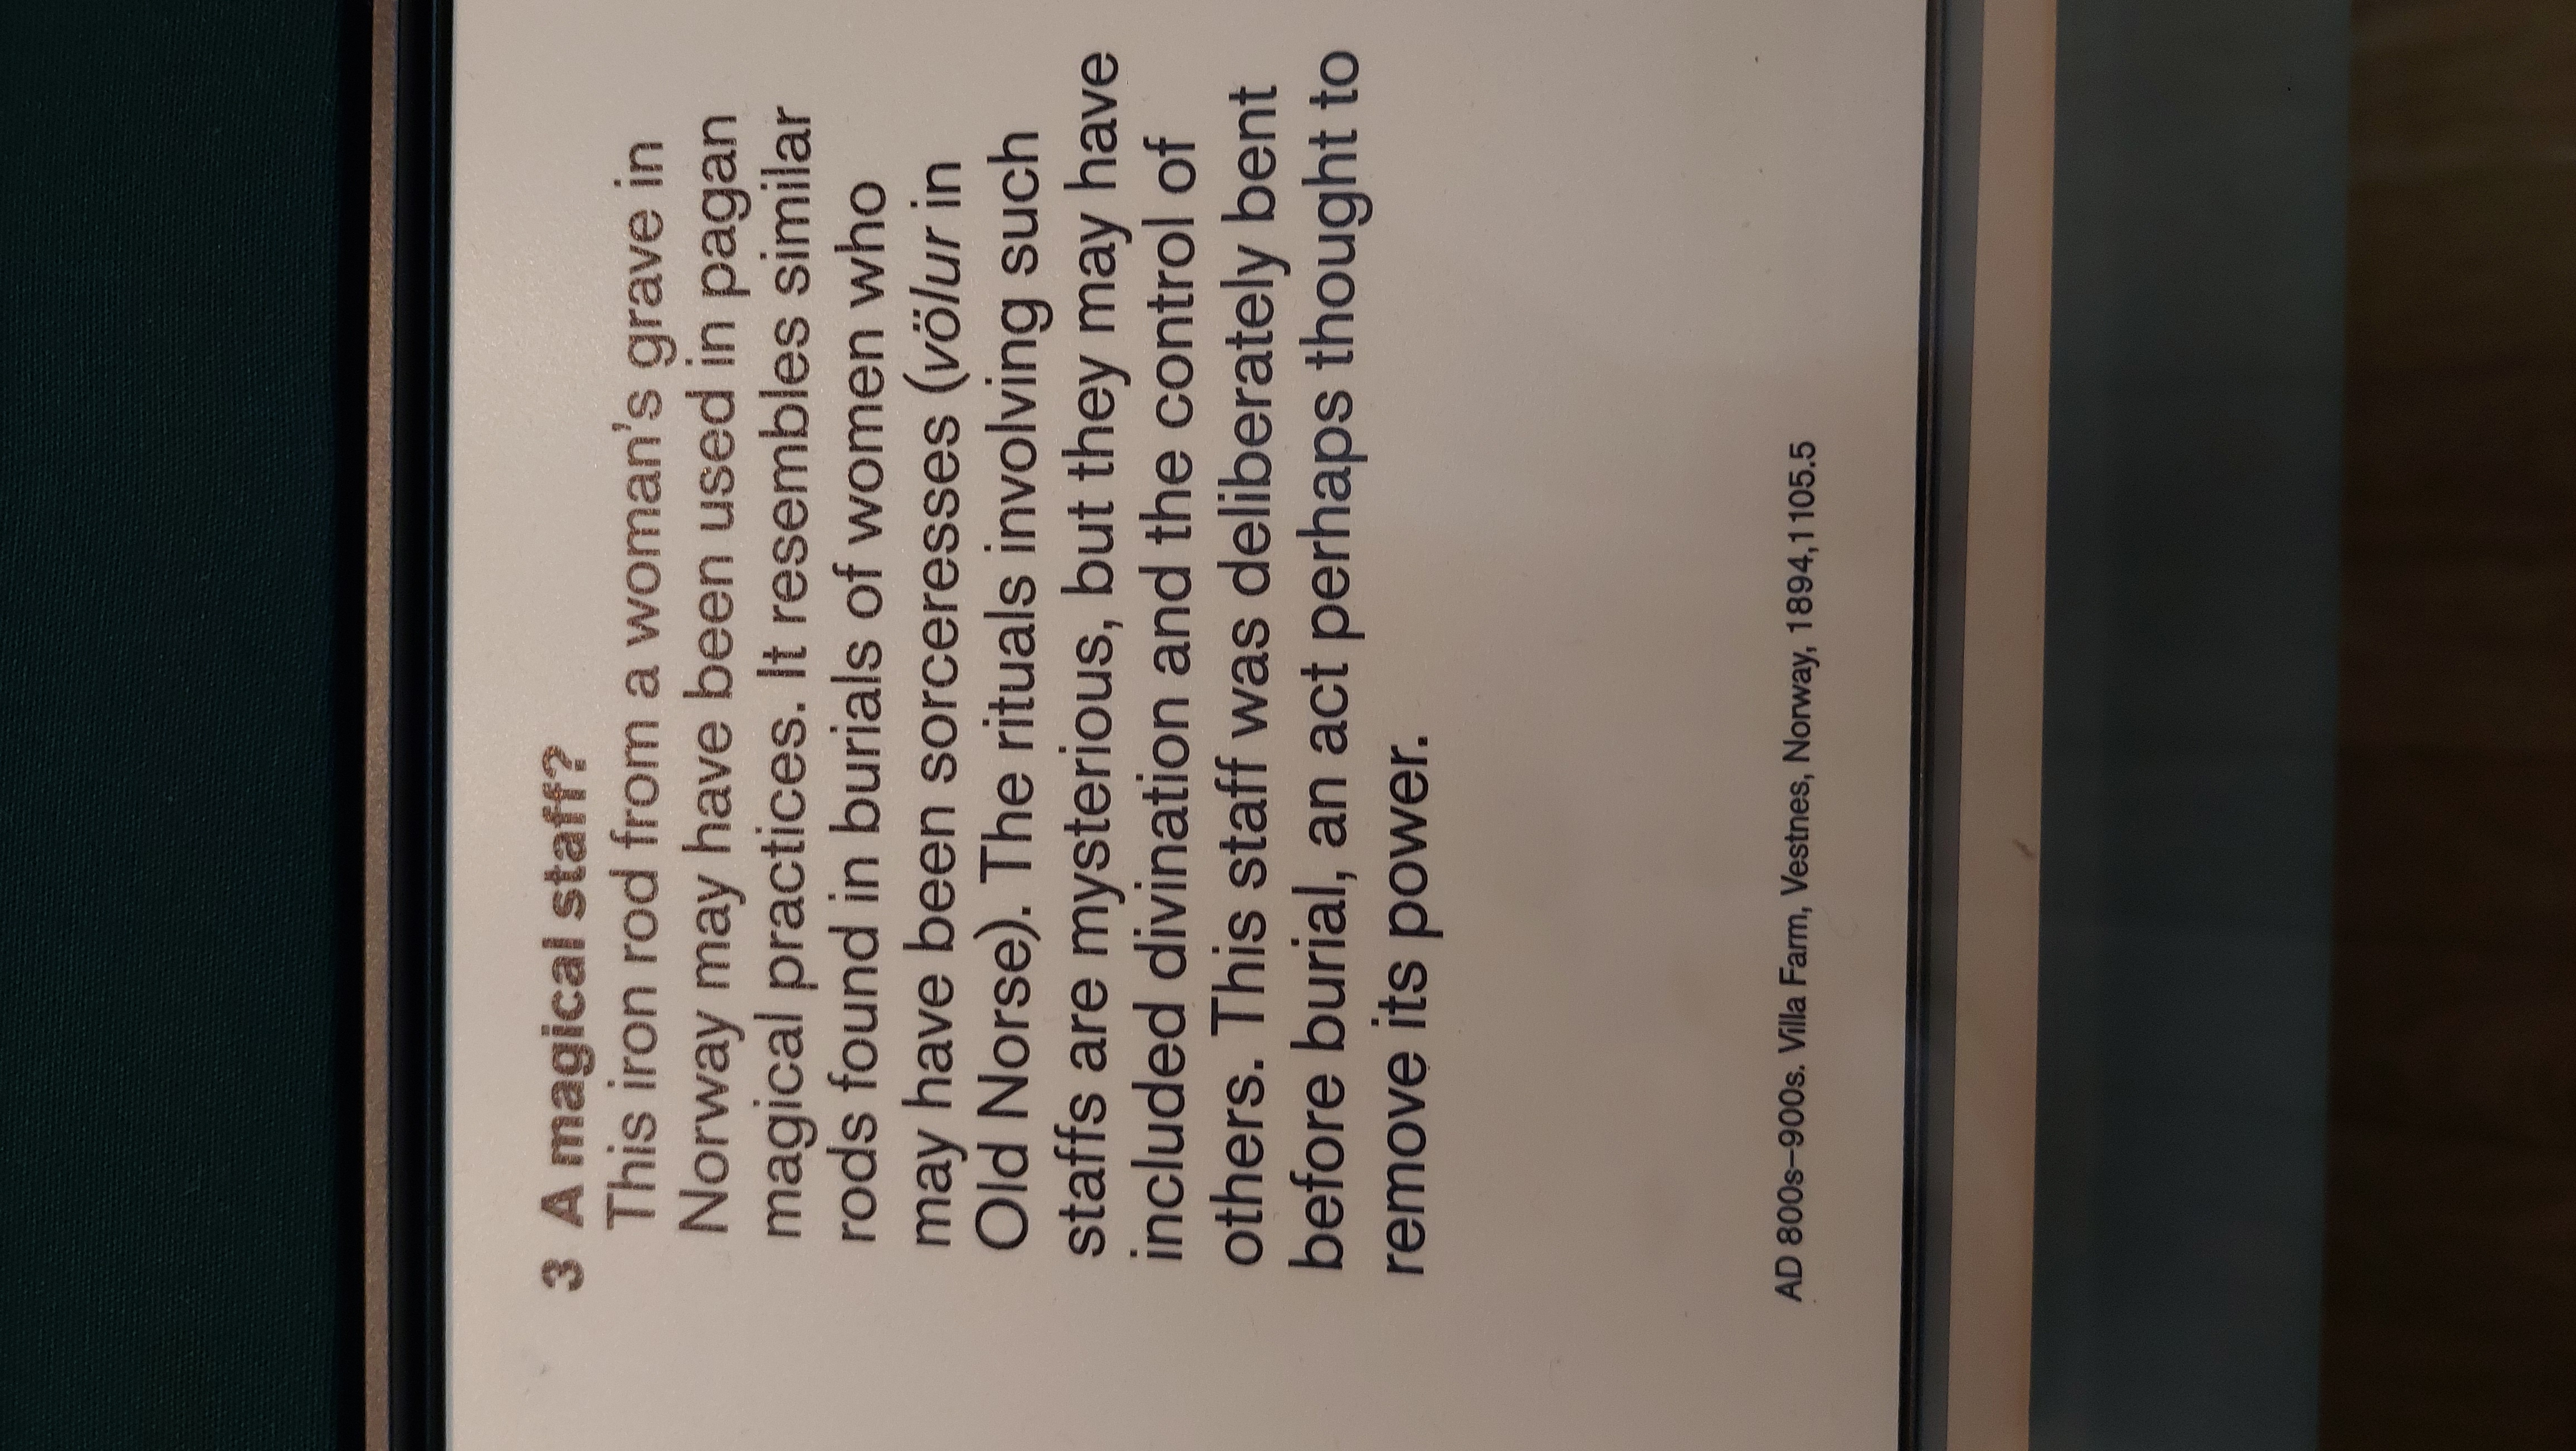 3 A magical staff?
This iron rod from a woman's grave in
Norway may have been used in pagan
magical practices. It resembles similar
rods found in burials of women who
may have been sorceresses (völur in
Old Norse). The rituals involving such
staffs are mysterious, but they may have
included divination and the control of
others. This staff was deliberately bent
before burial, an act perhaps thought to
remove its power.
AD 800s–900s. Villa Farm, Vestnes, Norway, 1894,1105.5